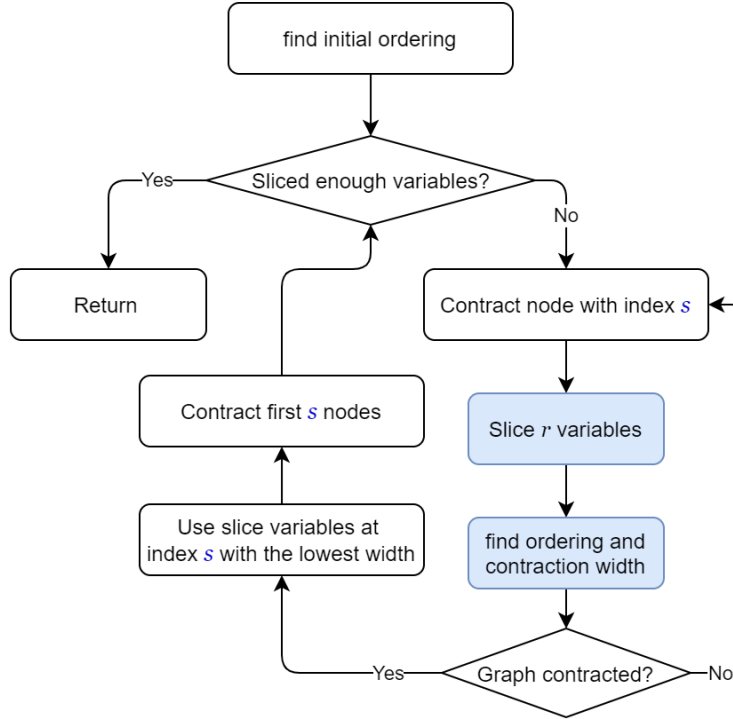 find initial ordering
Sliced enough variables?
Yes
No
Return
Contract node with index s
Contract first s nodes
Slice r variables
Use slice variables at
index s with the lowest width
find ordering and
contraction width
Graph contracted?
Yes
No